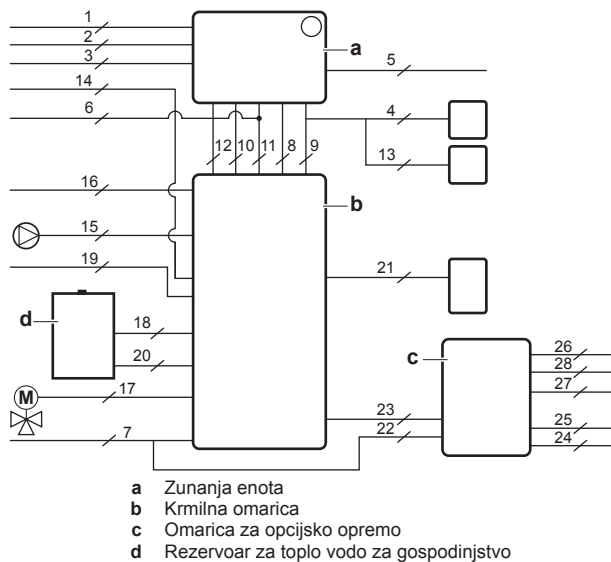 1
2
3
a
5
14
6
4
12 10 11 8 9
13
16
b
15
19
21
d
18
c
26
28
20
27
M
17
23
25
7
22
24
a Zunanja enota
b Krmilna omarica
c Omarica za opcijsko opremo
d Rezervoar za toplo vodo za gospodinjstvo